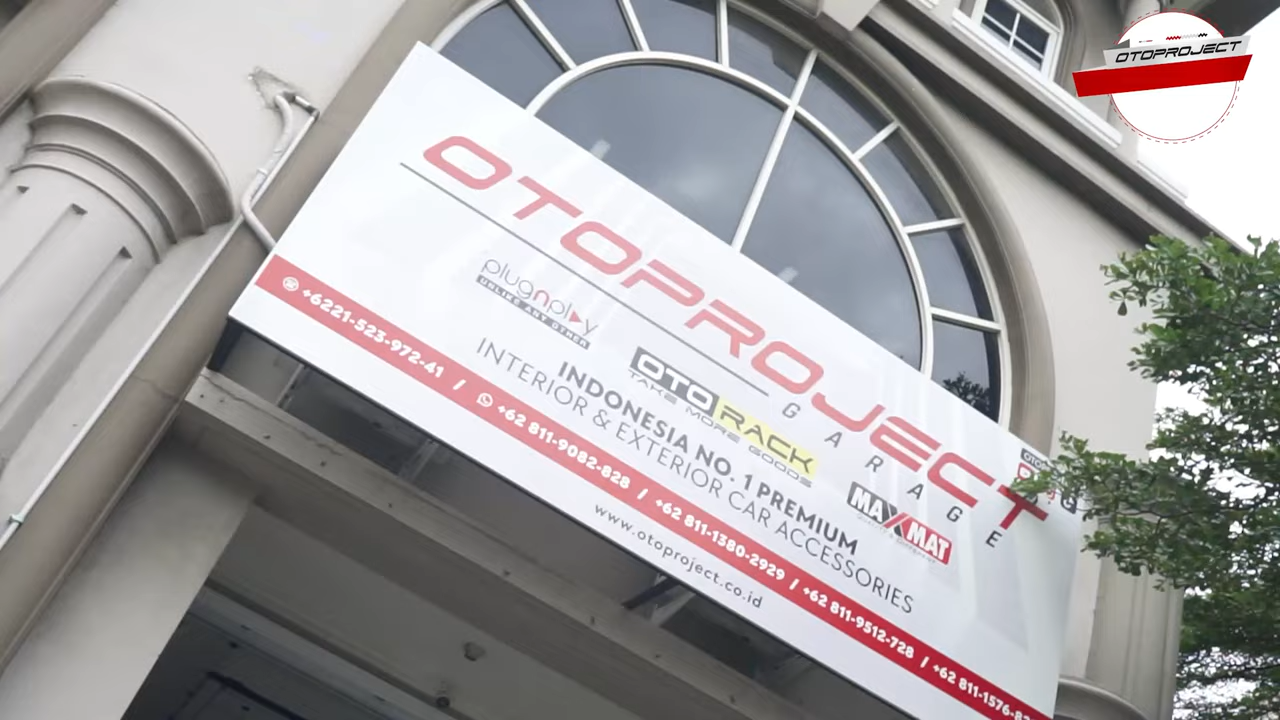 OTOPROJECT
OTOPROJECT
GARAGE
plugnplay
UNLIKE ANY OTHER
OTORACK
TAKE MORE GOODS
MAXMAT
INDONESIA NO. 1 PREMIUM
INTERIOR & EXTERIOR CAR ACCESSORIES
+6221-523-972-41 / +62 811-9082-828 / +62 811-1380-2929 / +62 811-9512-728 / +62 811-1576-8
www.otoproject.co.id